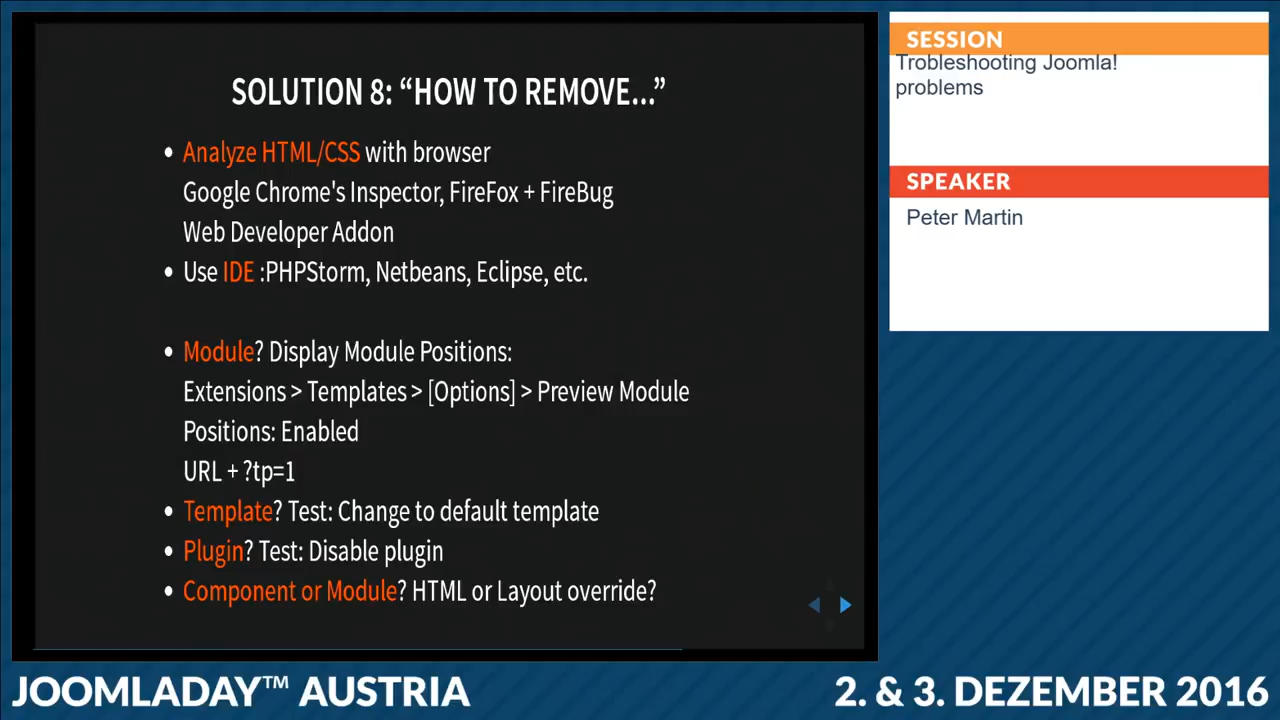 SOLUTION 8: “HOW TO REMOVE...”
• Analyze HTML/CSS with browser
Google Chrome's Inspector, FireFox + FireBug
Web Developer Addon
• Use IDE :PHPStorm, Netbeans, Eclipse, etc.
• Module? Display Module Positions:
Extensions > Templates > [Options] > Preview Module
Positions: Enabled
URL + ?tp=1
• Template? Test: Change to default template
• Plugin? Test: Disable plugin
• Component or Module? HTML or Layout override?
SESSION
Trobleshooting Joomla!
problems
SPEAKER
Peter Martin
JOOMLADAY™ AUSTRIA
2. & 3. DEZEMBER 2016